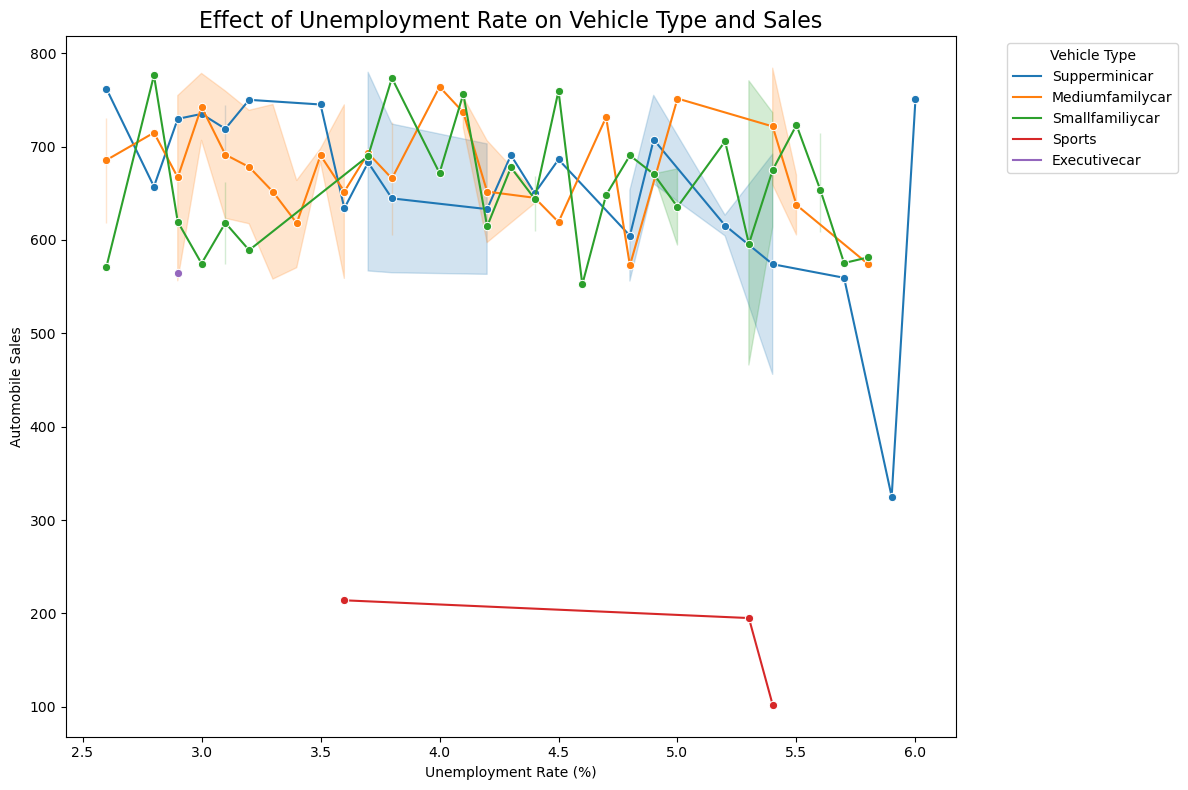 Effect of Unemployment Rate on Vehicle Type and Sales
Vehicle Type
Supperminicar
Mediumfamilycar
Smallfamiliycar
Sports
Executivecar
Automobile Sales
800
700
600
500
400
300
200
100
2.5 3.0 3.5 4.0 4.5 5.0 5.5 6.0
Unemployment Rate (%)